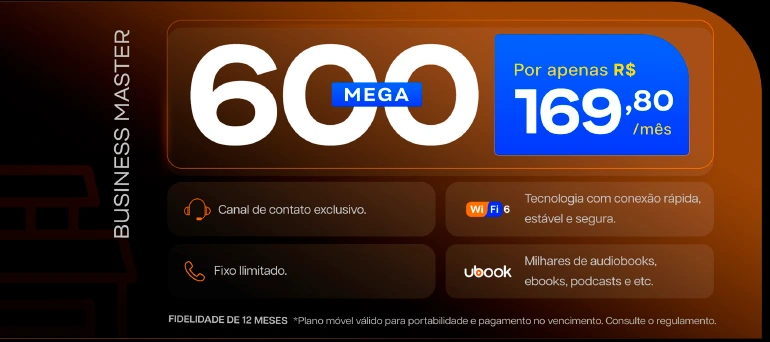 BUSINESS MASTER
600
MEGA
Por apenas R$
169,80
/mês
Canal de contato exclusivo.
Wi Fi 6
Tecnologia com conexão rápida,
estável e segura.
Fixo Ilimitado.
ubook
Milhares de audiobooks,
ebooks, podcasts e etc.
FIDELIDADE DE 12 MESES *Plano móvel válido para portabilidade e pagamento no vencimento. Consulte o regulamento.